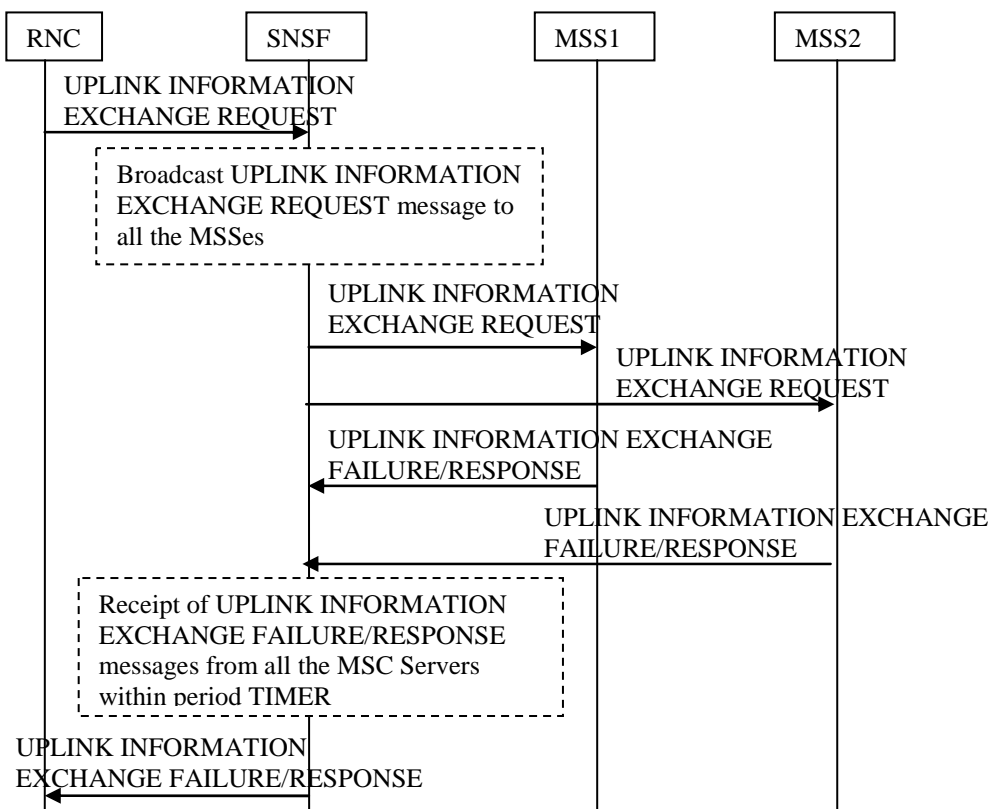 RNC SNSF MSS1 MSS2
UPLINK INFORMATION
EXCHANGE REQUEST
Broadcast UPLINK INFORMATION
EXCHANGE REQUEST message to
all the MSSes
UPLINK INFORMATION
EXCHANGE REQUEST
UPLINK INFORMATION
EXCHANGE REQUEST
UPLINK INFORMATION EXCHANGE
FAILURE/RESPONSE
UPLINK INFORMATION EXCHANGE
FAILURE/RESPONSE
Receipt of UPLINK INFORMATION
EXCHANGE FAILURE/RESPONSE
messages from all the MSC Servers
within period TIMER
UPLINK INFORMATION
EXCHANGE FAILURE/RESPONSE